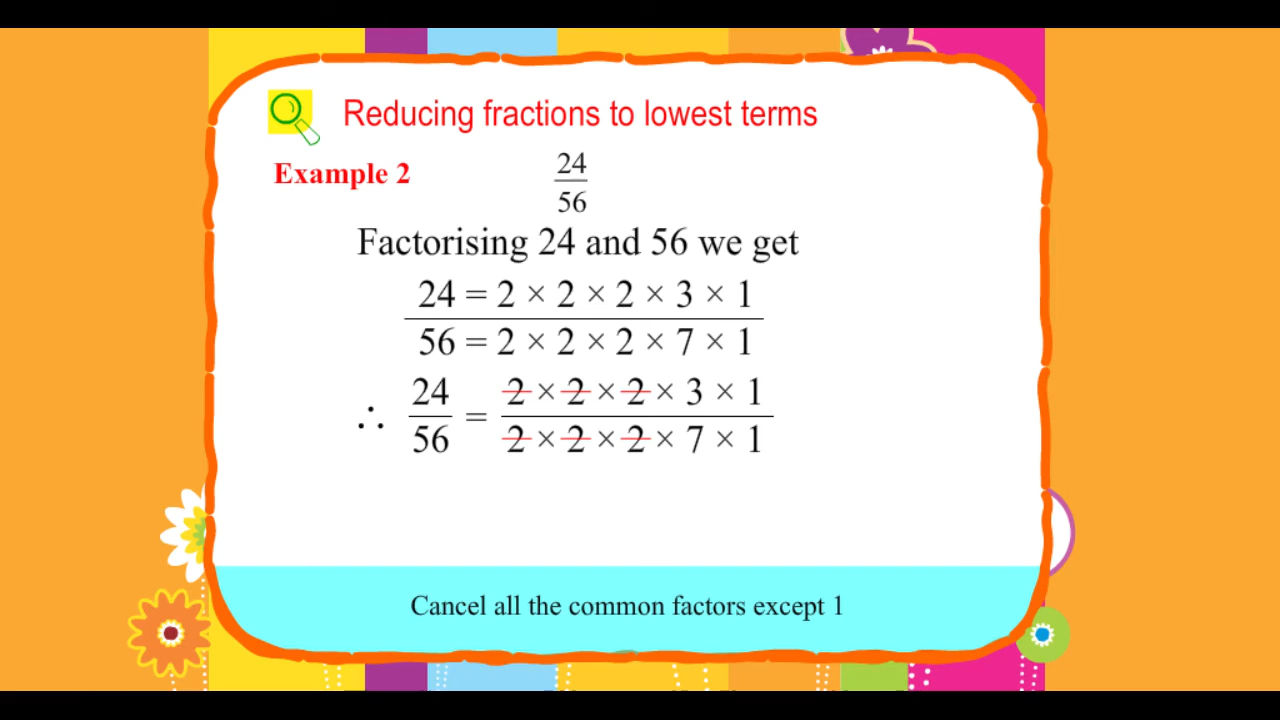 Reducing fractions to lowest terms
Example 2
24
56
Factorising 24 and 56 we get
24 = 2 × 2 × 2 × 3 × 1
56 = 2 × 2 × 2 × 7 × 1
∴ 24/56 = 2 × 2 × 2 × 3 × 1 / 2 × 2 × 2 × 7 × 1
Cancel all the common factors except 1